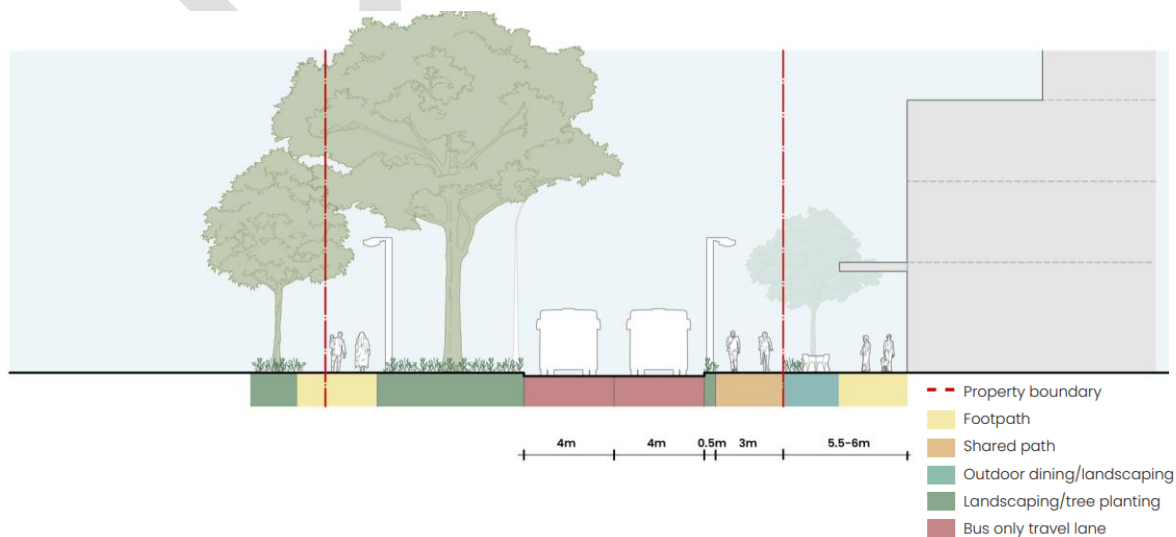 4m 4m 0.5m 3m 5.5-6m
Property boundary
Footpath
Shared path
Outdoor dining/landscaping
Landscaping/tree planting
Bus only travel lane